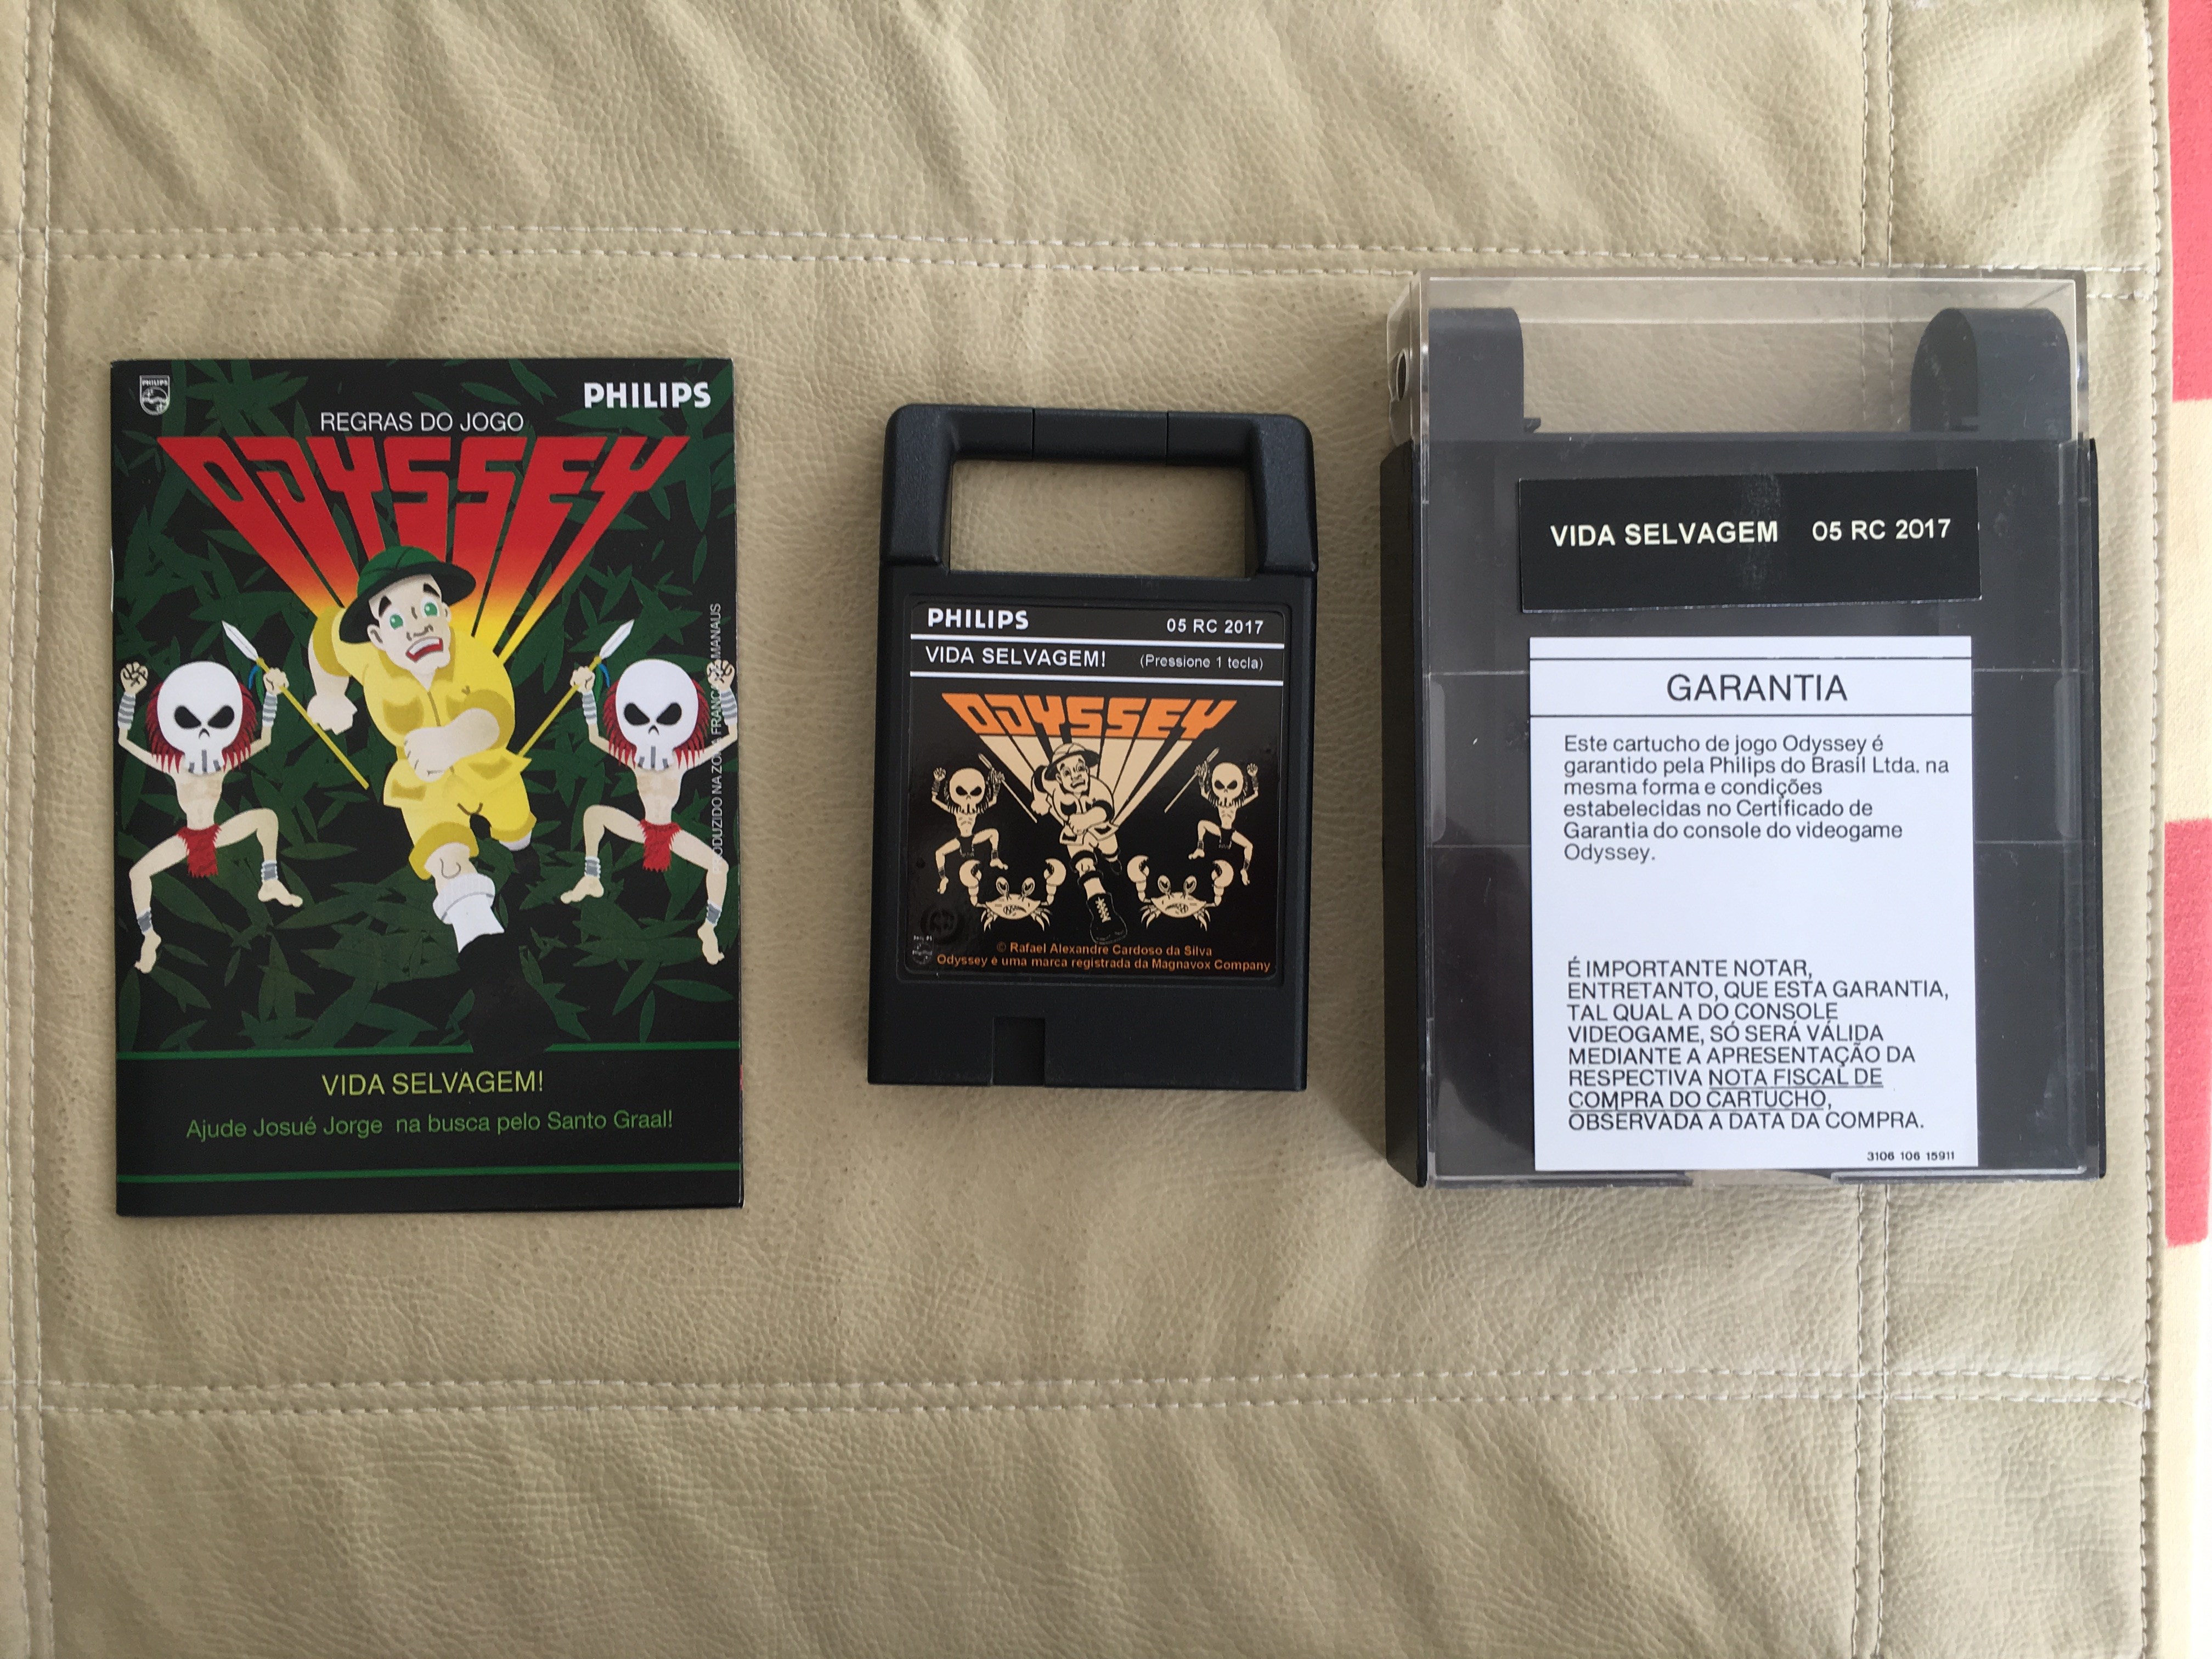 PHILIPS
PHILIPS
REGRAS DO JOGO
ODYSSEY
VIDA SELVAGEM!
Ajude Josué Jorge na busca pelo Santo Graal!
PHILIPS 05 RC 2017
VIDA SELVAGEM! (Pressione 1 tecla)
ODYSSEY
© Rafael Alexandre Cardoso da Silva
Odyssey é uma marca registrada da Magnavox Company
VIDA SELVAGEM 05 RC 2017
GARANTIA
Este cartucho de jogo Odyssey é
garantido pela Philips do Brasil Ltda. na
mesma forma e condições
estabelecidas no Certificado de
Garantia do console do videogame
Odyssey.
É IMPORTANTE NOTAR,
ENTRETANTO, QUE ESTA GARANTIA,
TAL QUAL A DO CONSOLE
VIDEOGAME, SÓ SERÁ VÁLIDA
MEDIANTE A APRESENTAÇÃO DA
RESPECTIVA NOTA FISCAL DE
COMPRA DO CARTUCHO,
OBSERVADA A DATA DA COMPRA.
3106 106 15911